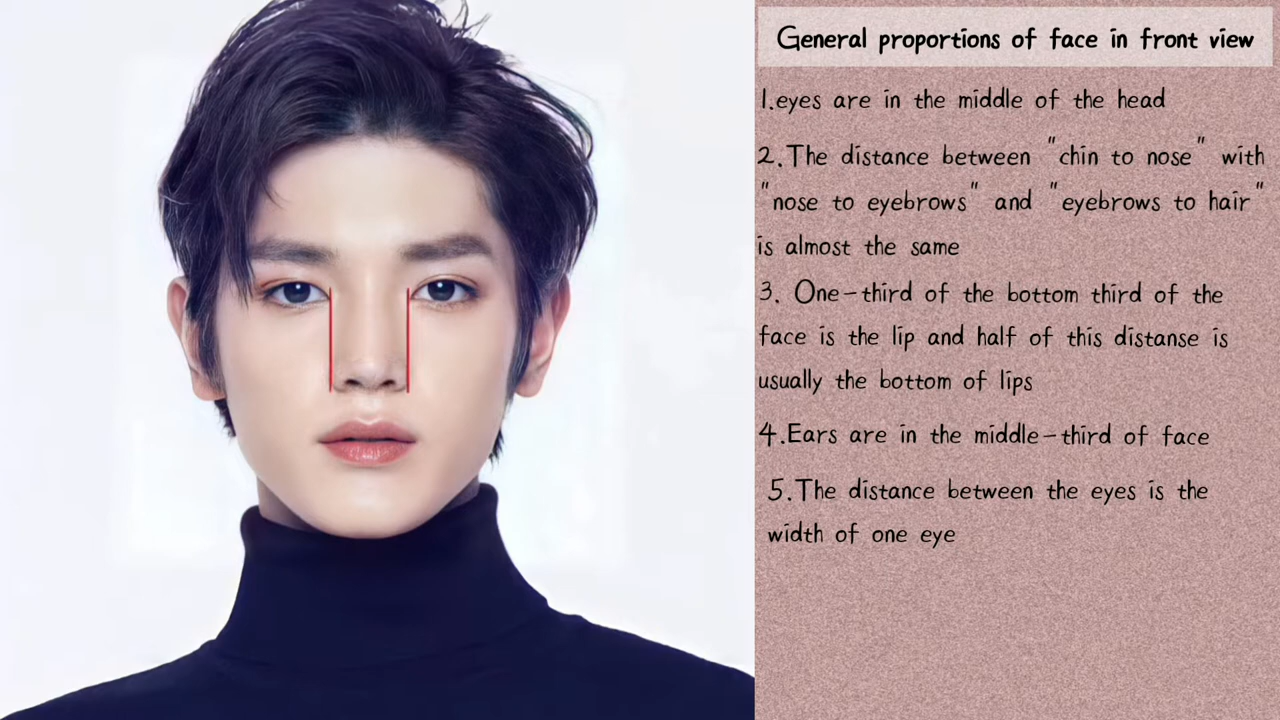 General proportions of face in front view
1.eyes are in the middle of the head
2.The distance between "chin to nose" with
"nose to eyebrows" and "eyebrows to hair"
is almost the same
3. One-third of the bottom third of the
face is the lip and half of this distanse is
usually the bottom of lips
4.Ears are in the middle-third of face
5.The distance between the eyes is the
width of one eye